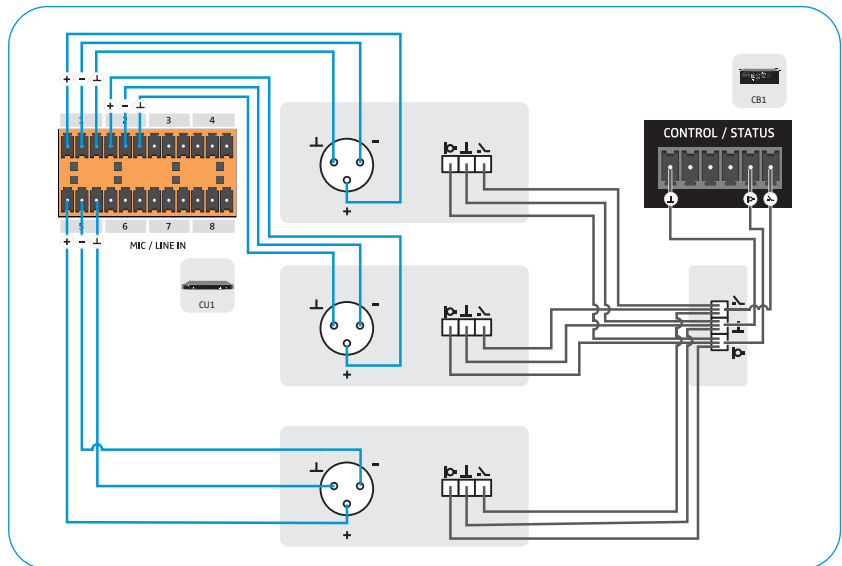 CB1
CONTROL / STATUS
+ - ⊥
+ - ⊥
1 2 3 4
-
⊥
+
5 6 7 8
+ - ⊥
MIC / LINE IN
CU1
⊥ -
+
⊥ -
+